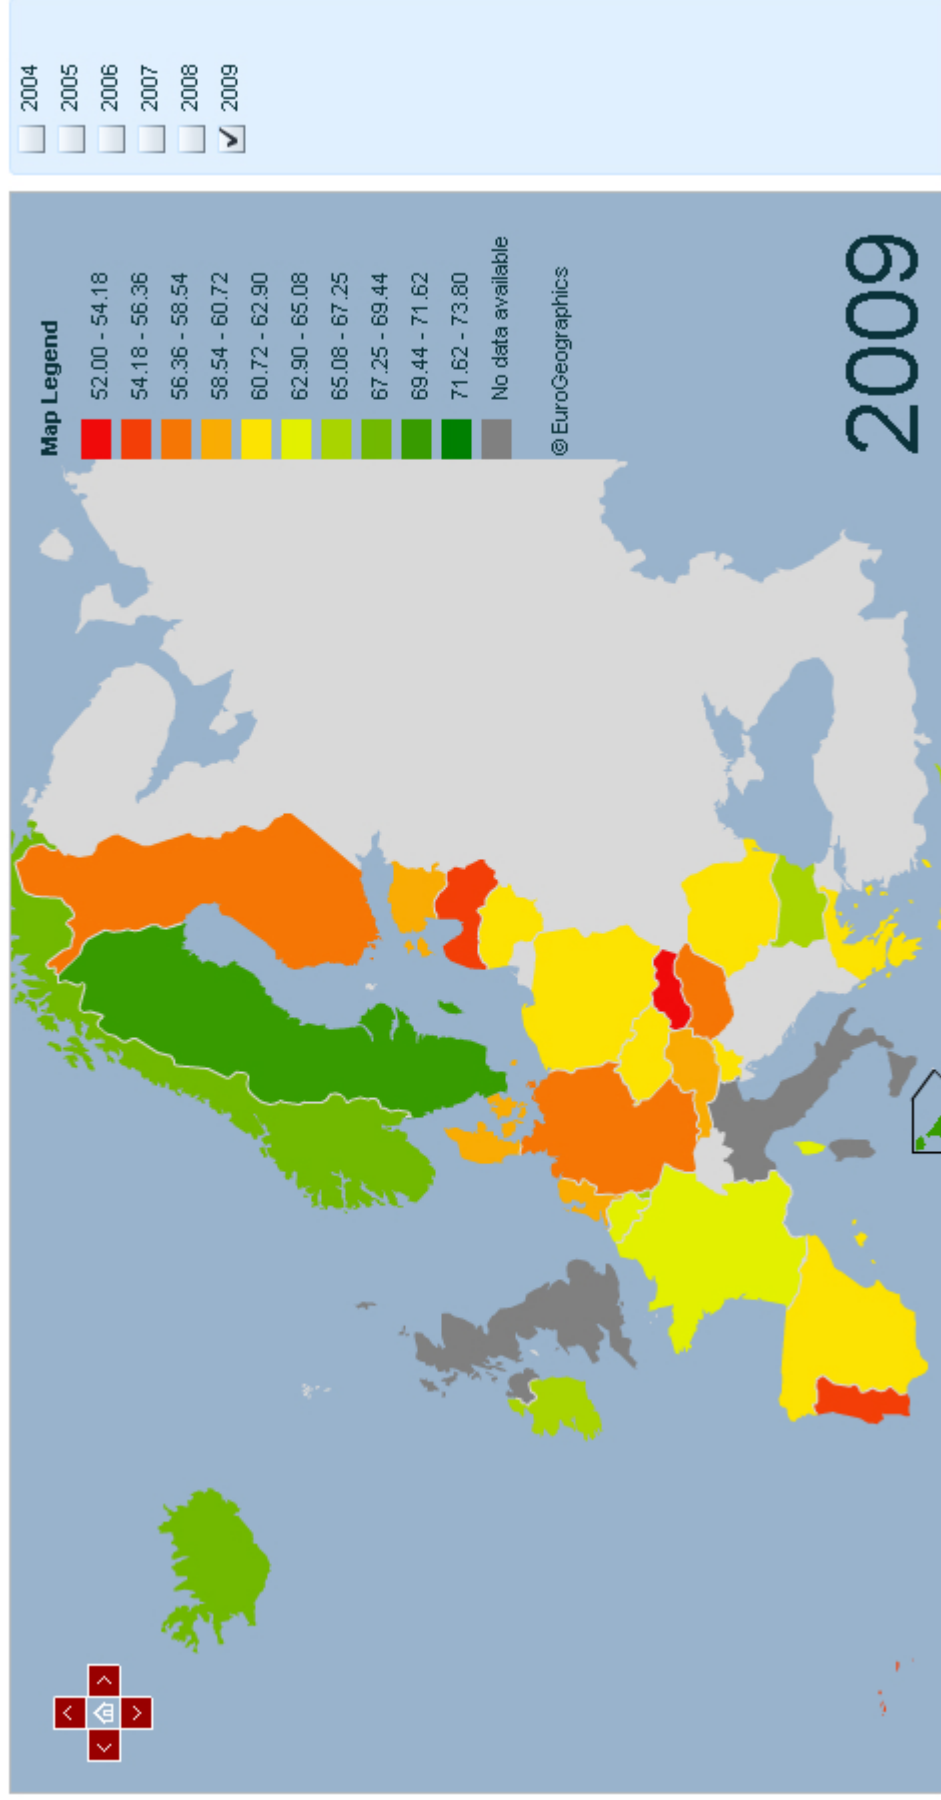 2004
2005
2006
2007
2008
2009
Map Legend
52.00 - 54.18
54.18 - 56.36
56.36 - 58.54
58.54 - 60.72
60.72 - 62.90
62.90 - 65.08
65.08 - 67.25
67.25 - 69.44
69.44 - 71.62
71.62 - 73.80
No data available
© EuroGeographics
2009